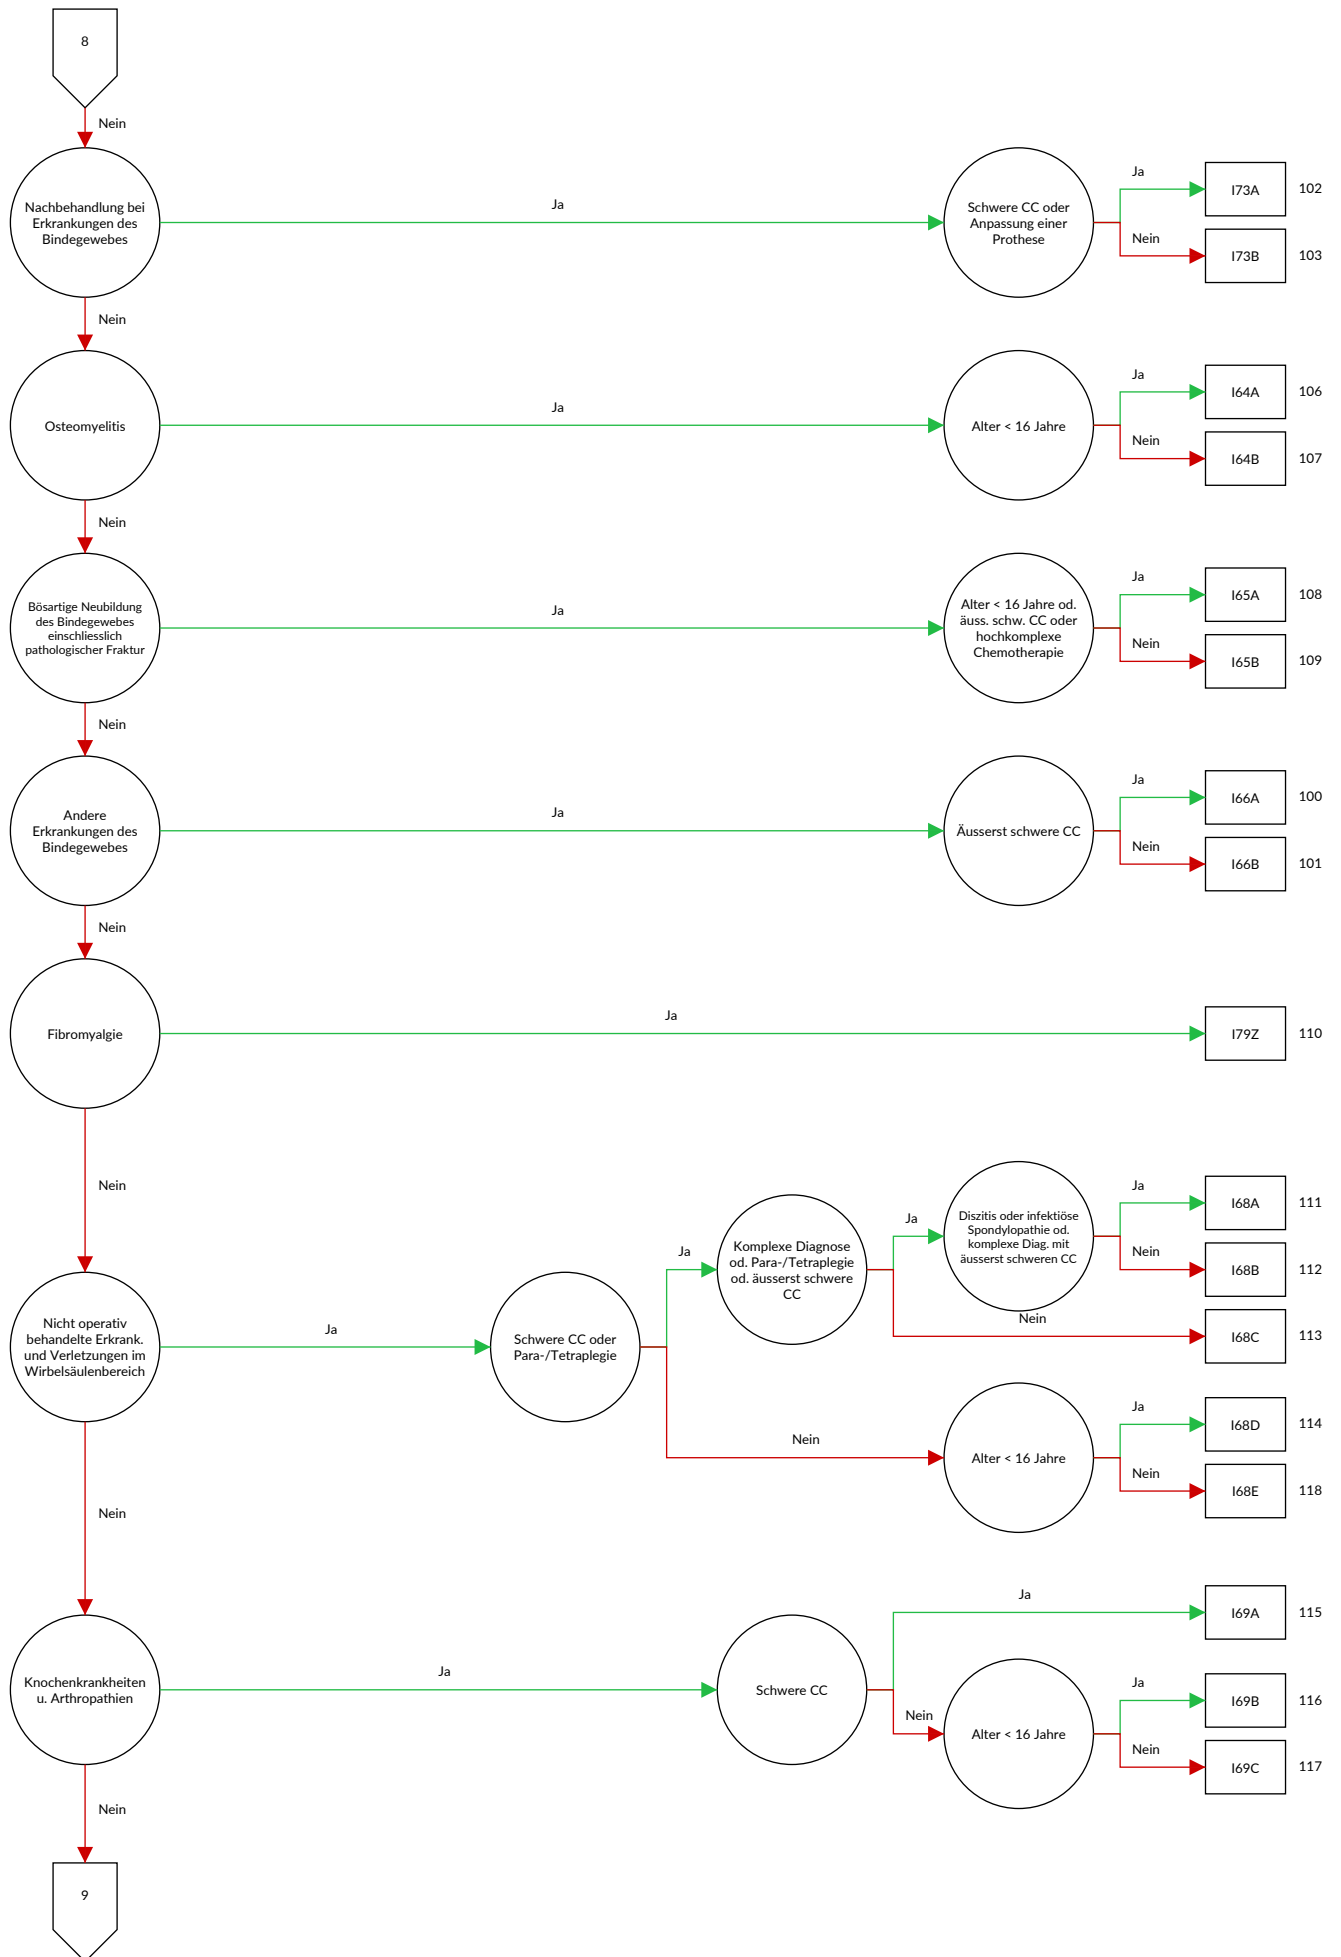 8
Nein
Nachbehandlung bei
Erkrankungen des
Bindegewebes
Ja
Schwere CC oder
Anpassung einer
Prothese
Ja
I73A
102
Nein
I73B
103
Nein
Osteomyelitis
Ja
Alter < 16 Jahre
Ja
I64A
106
Nein
I64B
107
Nein
Bösartige Neubildung
des Bindegewebes
einschliesslich
pathologischer Fraktur
Ja
Alter < 16 Jahre od.
äuss. schw. CC oder
hochkomplexe
Chemotherapie
Ja
I65A
108
Nein
I65B
109
Nein
Andere
Erkrankungen des
Bindegewebes
Ja
Äusserst schwere CC
Ja
I66A
100
Nein
I66B
101
Nein
Fibromyalgie
Ja
I79Z
110
Nein
Nicht operativ
behandelte Erkrank.
und Verletzungen im
Wirbelsäulenbereich
Ja
Schwere CC oder
Para-/Tetraplegie
Ja
Komplexe Diagnose
od. Para-/Tetraplegie
od. äusserst schwere
CC
Ja
Diszitis oder infektiöse
Spondylopathie od.
komplexe Diag. mit
äusserst schweren CC
Ja
I68A
111
Nein
I68B
112
Nein
I68C
113
Nein
Alter < 16 Jahre
Ja
I68D
114
Nein
I68E
118
Nein
Knochenkrankheiten
u. Arthropathien
Ja
Schwere CC
Ja
I69A
115
Nein
Alter < 16 Jahre
Ja
I69B
116
Nein
I69C
117
Nein
9